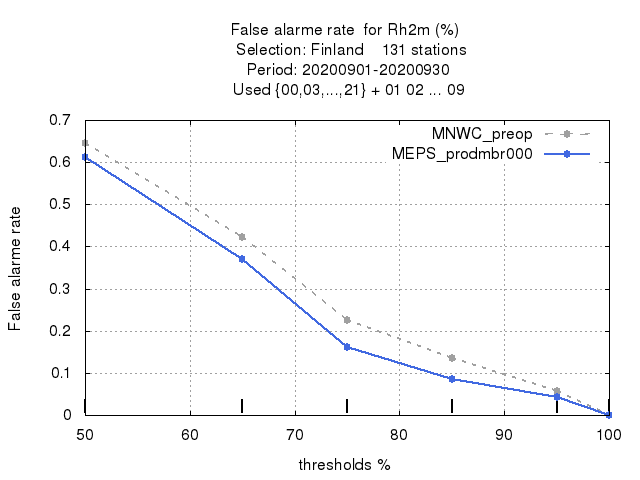 False alarme rate  for Rh2m (%)
Selection: Finland    131 stations
Period: 20200901-20200930
Used {00,03,...,21} + 01 02 ... 09
MNWC_preop
MEPS_prodmbr000
False alarme rate
0.7
0.6
0.5
0.4
0.3
0.2
0.1
0
50 60 70 80 90 100
thresholds %